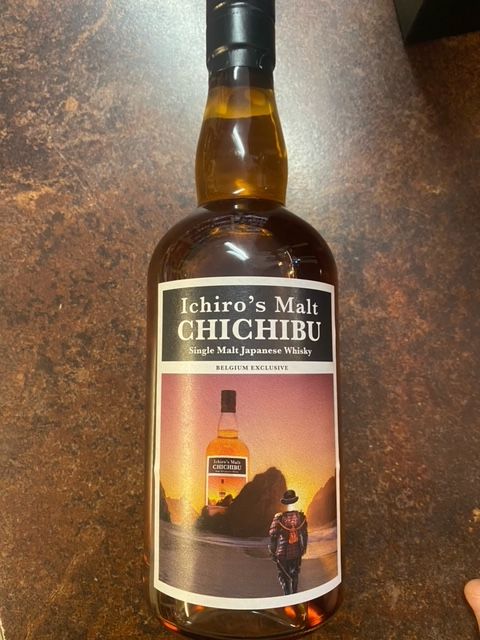 Ichiro's Malt
CHICHIBU
Single Malt Japanese Whisky
BELGIUM EXCLUSIVE
Ichiro's Malt
CHICHIBU